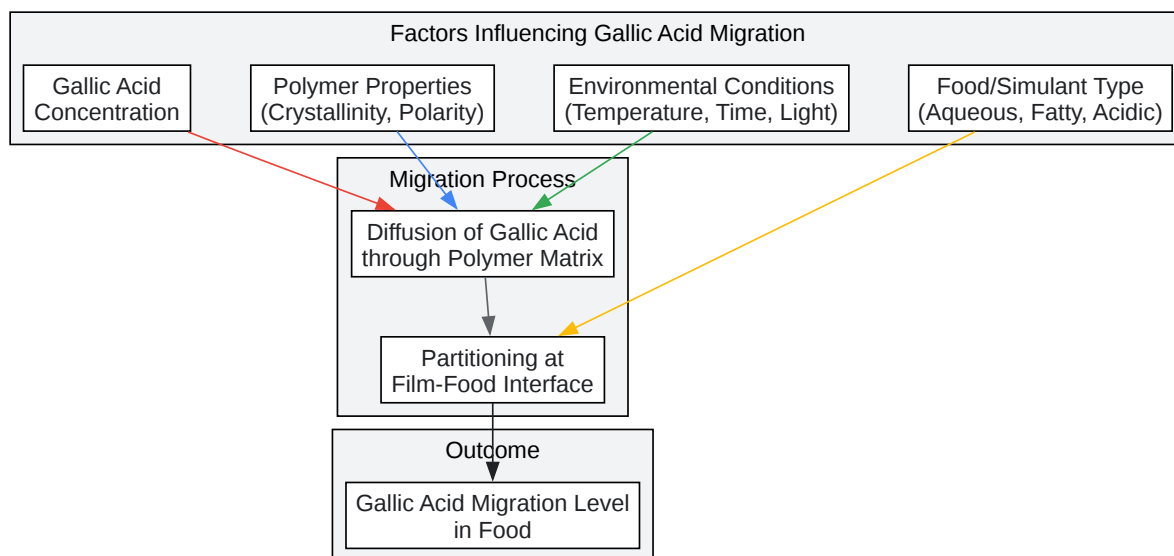 Factors Influencing Gallic Acid Migration
Gallic Acid
Concentration
Polymer Properties
(Crystallinity, Polarity)
Environmental Conditions
(Temperature, Time, Light)
Food/Simulant Type
(Aqueous, Fatty, Acidic)
Migration Process
Diffusion of Gallic Acid
through Polymer Matrix
Partitioning at
Film-Food Interface
Outcome
Gallic Acid Migration Level
in Food